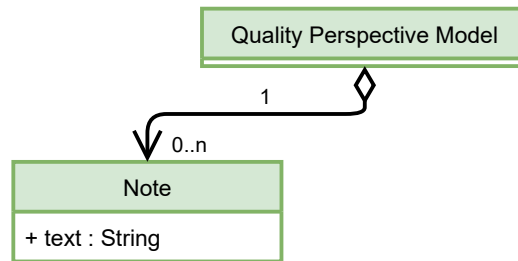 Quality Perspective Model
1
0..n
Note
+ text : String